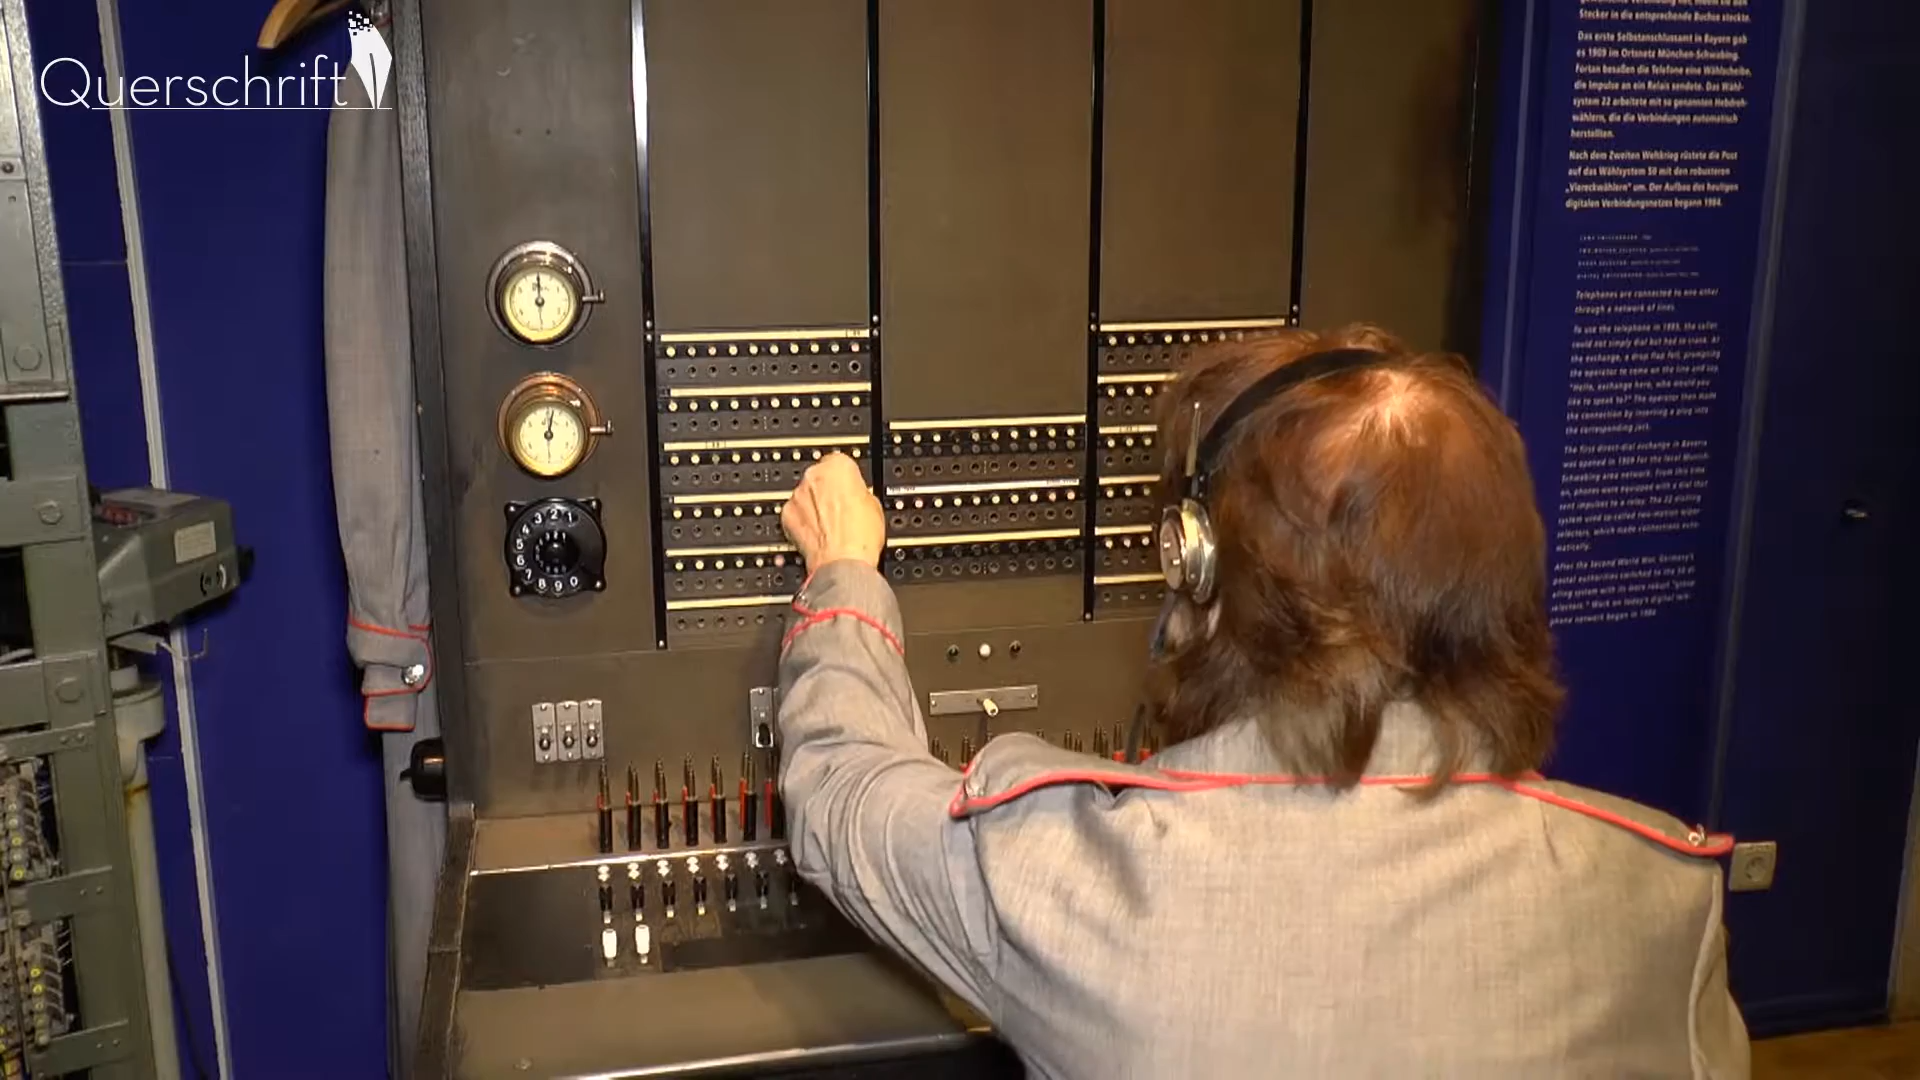 Querschrift
Stecker in die entsprechende Buchse steckte.
Das erste Selbstanschlussamt in Bayern gab
es 1909 im Ortsnetz München-Schwabing.
Fortan besaßen die Telefone eine Wählscheibe,
die Impulse an ein Relais sendete. Das Wähl-
system 22 arbeitete mit so genannten Hebdreh-
wählern, die die Verbindungen automatisch
herstellten.
Nach dem Zweiten Weltkrieg rüstete die Post
auf das Wählsystem 50 mit den robusteren
„Viereckwählern" um. Der Aufbau des heutigen
digitalen Verbindungsnetzes begann 1984.
Telephones are connected to one other
through a network of lines.
To use the telephone in 1885, the caller
could not simply dial but had to crank. At
the exchange, a drop flap fell, prompting
the operator to come on the line and say,
"Hello, exchange here, who would you
like to speak to?" The operator then made
the connection by inserting a plug into
the corresponding jack.
The first direct-dial exchange in Bavaria
was opened in 1909 for the local Munich-
Schwabing area network. From this time
on, phones were equipped with a dial that
sent impulses to a relay. The 22 dialling
system used so-called two-motion
selectors, which made connections auto-
matically.
After the Second World War, Germany's
postal authorities switched to the 50 di-
alling system with its more robust "
selectors." Work on today's digital tele-
phone network began in 1984
1
2
3
4
5
6
7
8
9
0